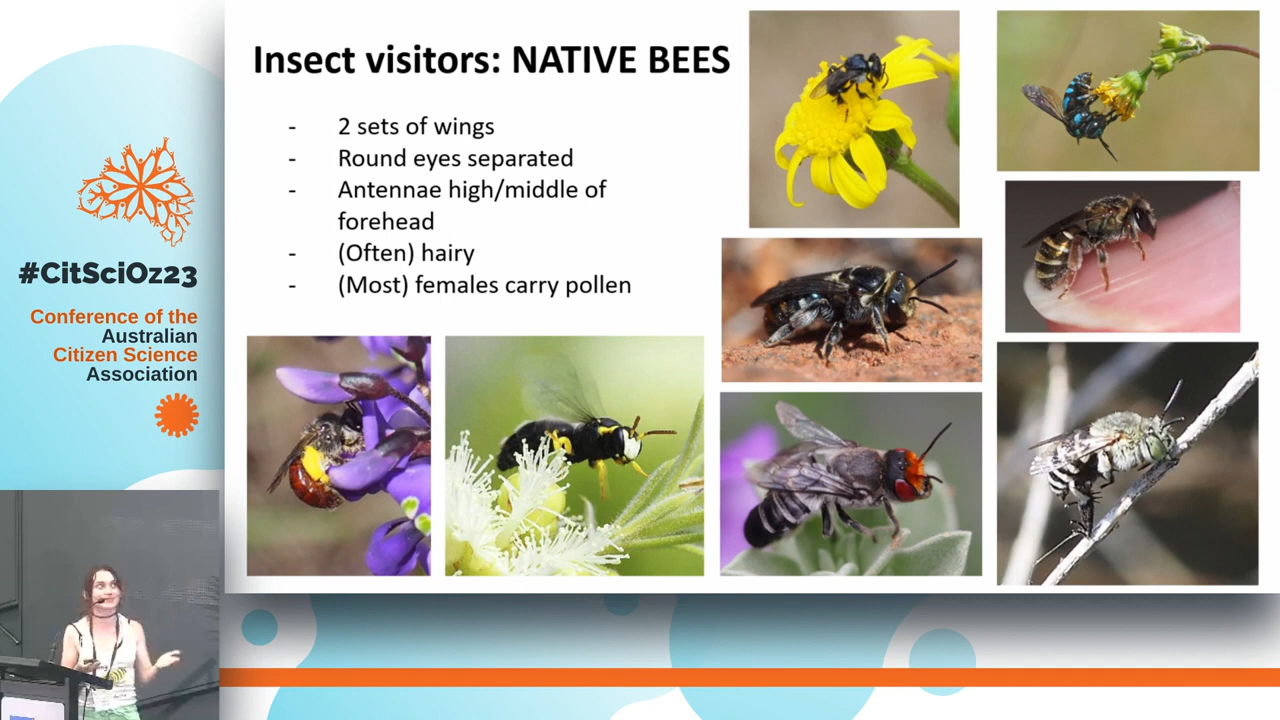 Insect visitors: NATIVE BEES
- 2 sets of wings
- Round eyes separated
- Antennae high/middle of
forehead
- (Often) hairy
- (Most) females carry pollen
#CitSciOz23
Conference of the
Australian
Citizen Science
Association